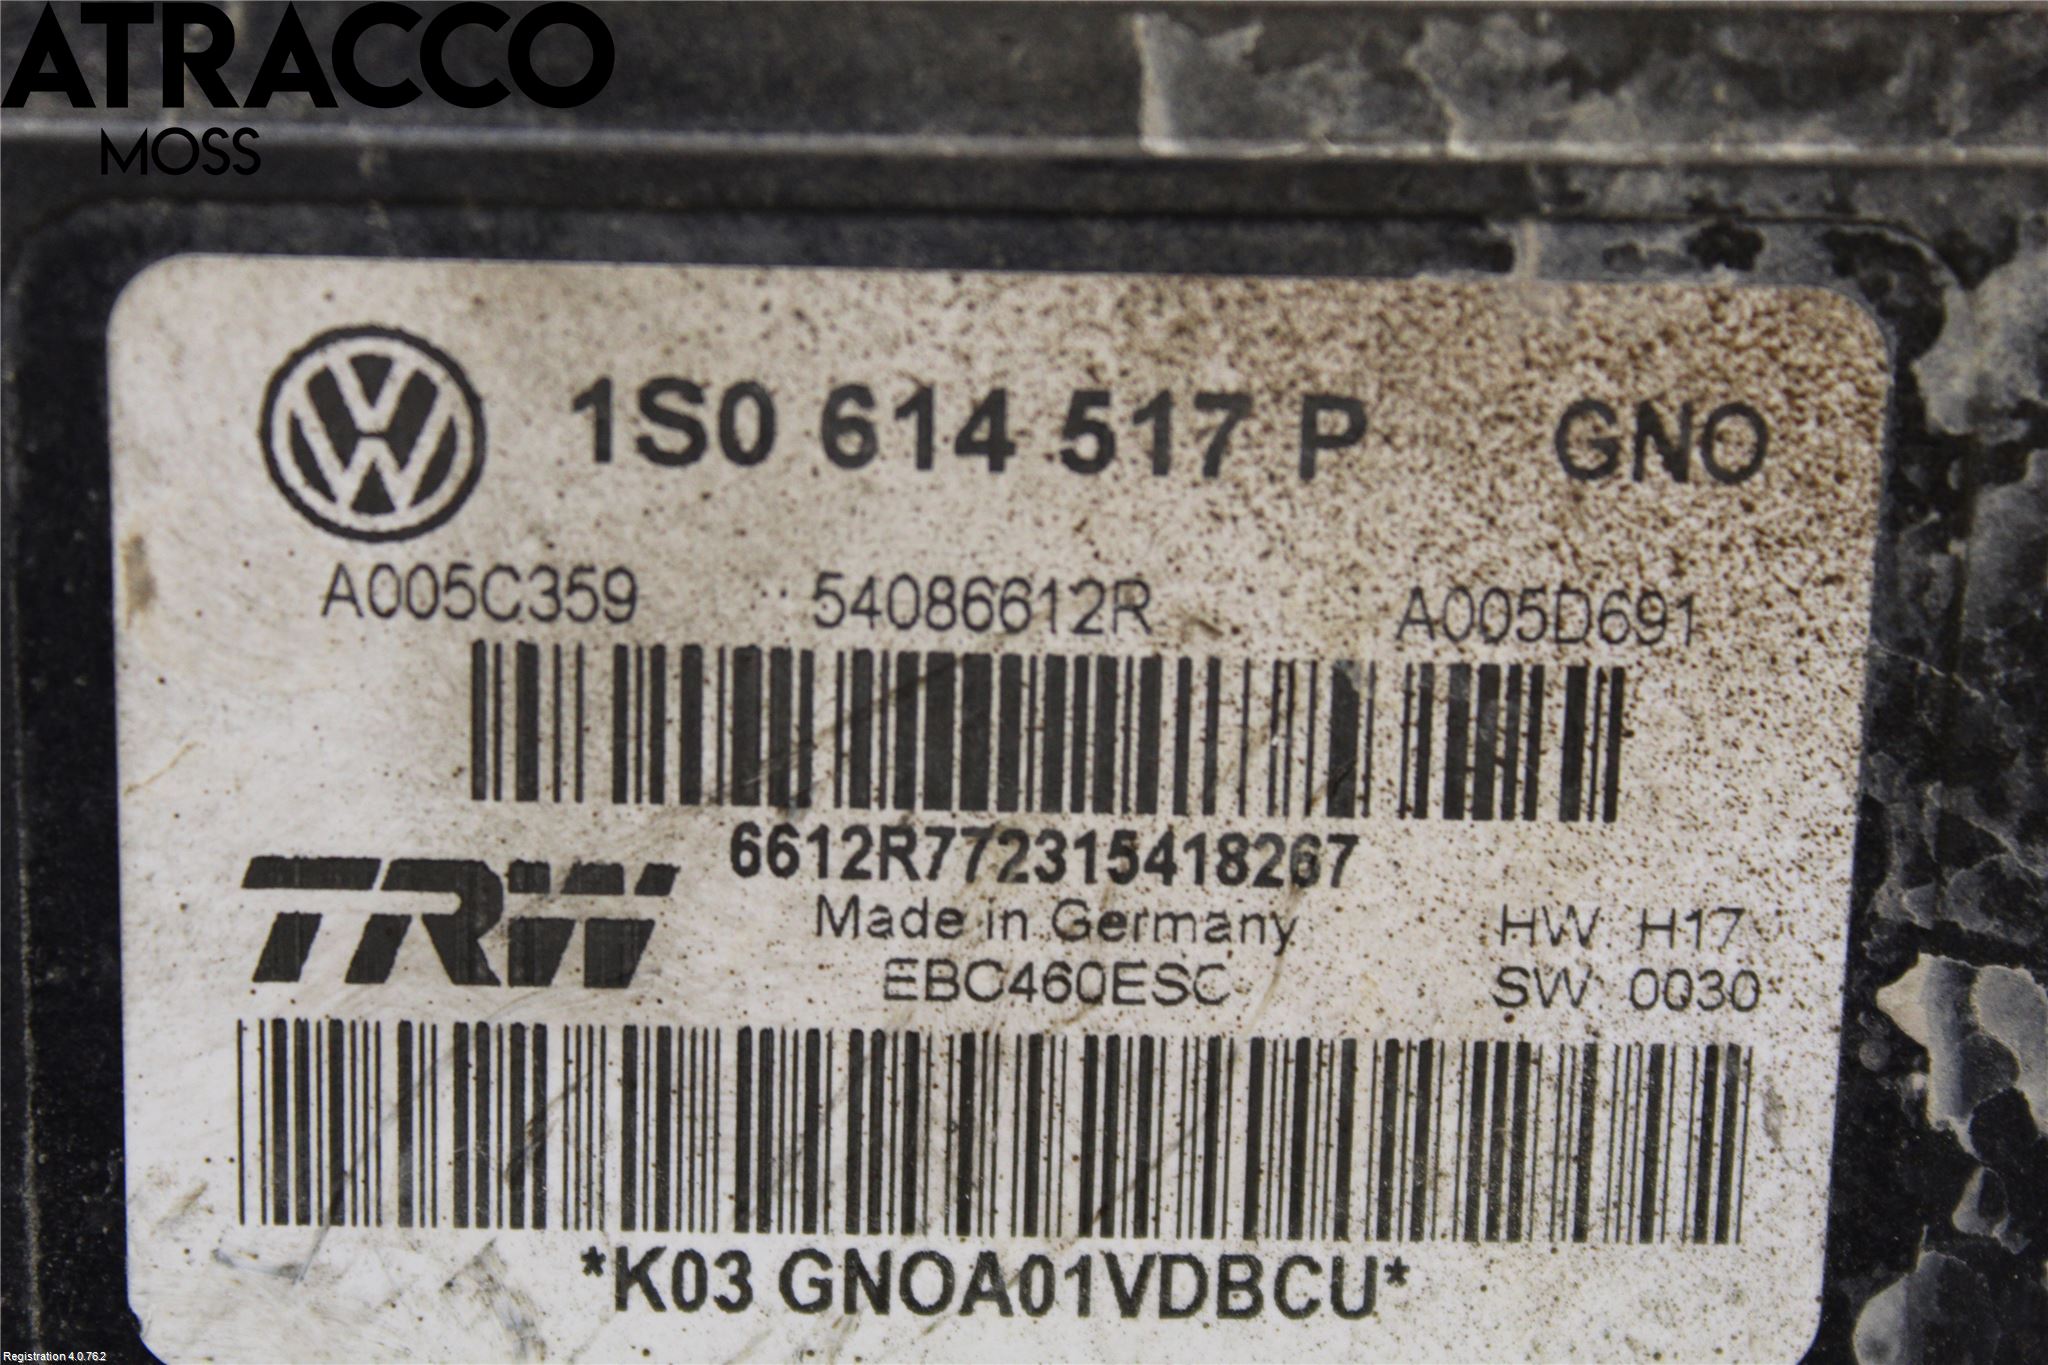 ATRACCO
MOSS
1S0 614 517 P GNO
A005C359 54086612R A005D691
6612R772315418267
TRW
Made in Germany HW H17
EBC460ESC SW 0030
*K03 GNOA01VDBCU*
Registration 4.0.76.2